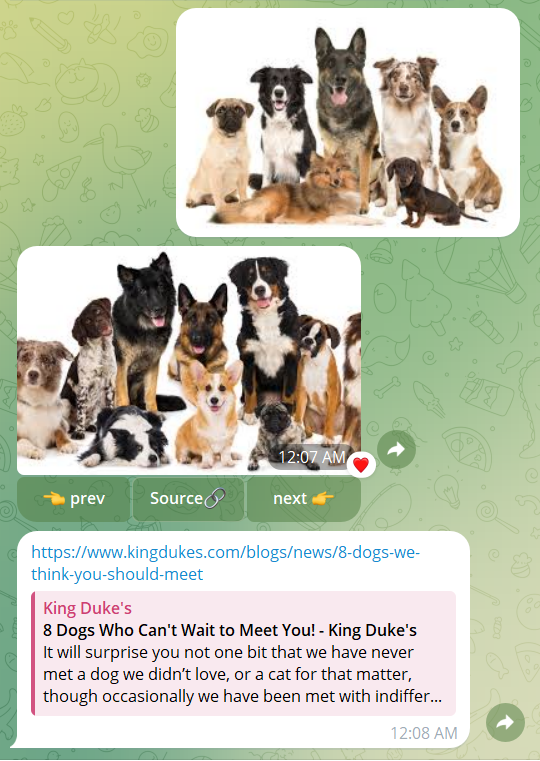 12:07 AM
👈 prev
Source🔗
next 👉
https://www.kingdukes.com/blogs/news/8-dogs-we-
think-you-should-meet
King Duke's
8 Dogs Who Can't Wait to Meet You! - King Duke's
It will surprise you not one bit that we have never
met a dog we didn’t love, or a cat for that matter,
though occasionally we have been met with indiffer...
12:08 AM